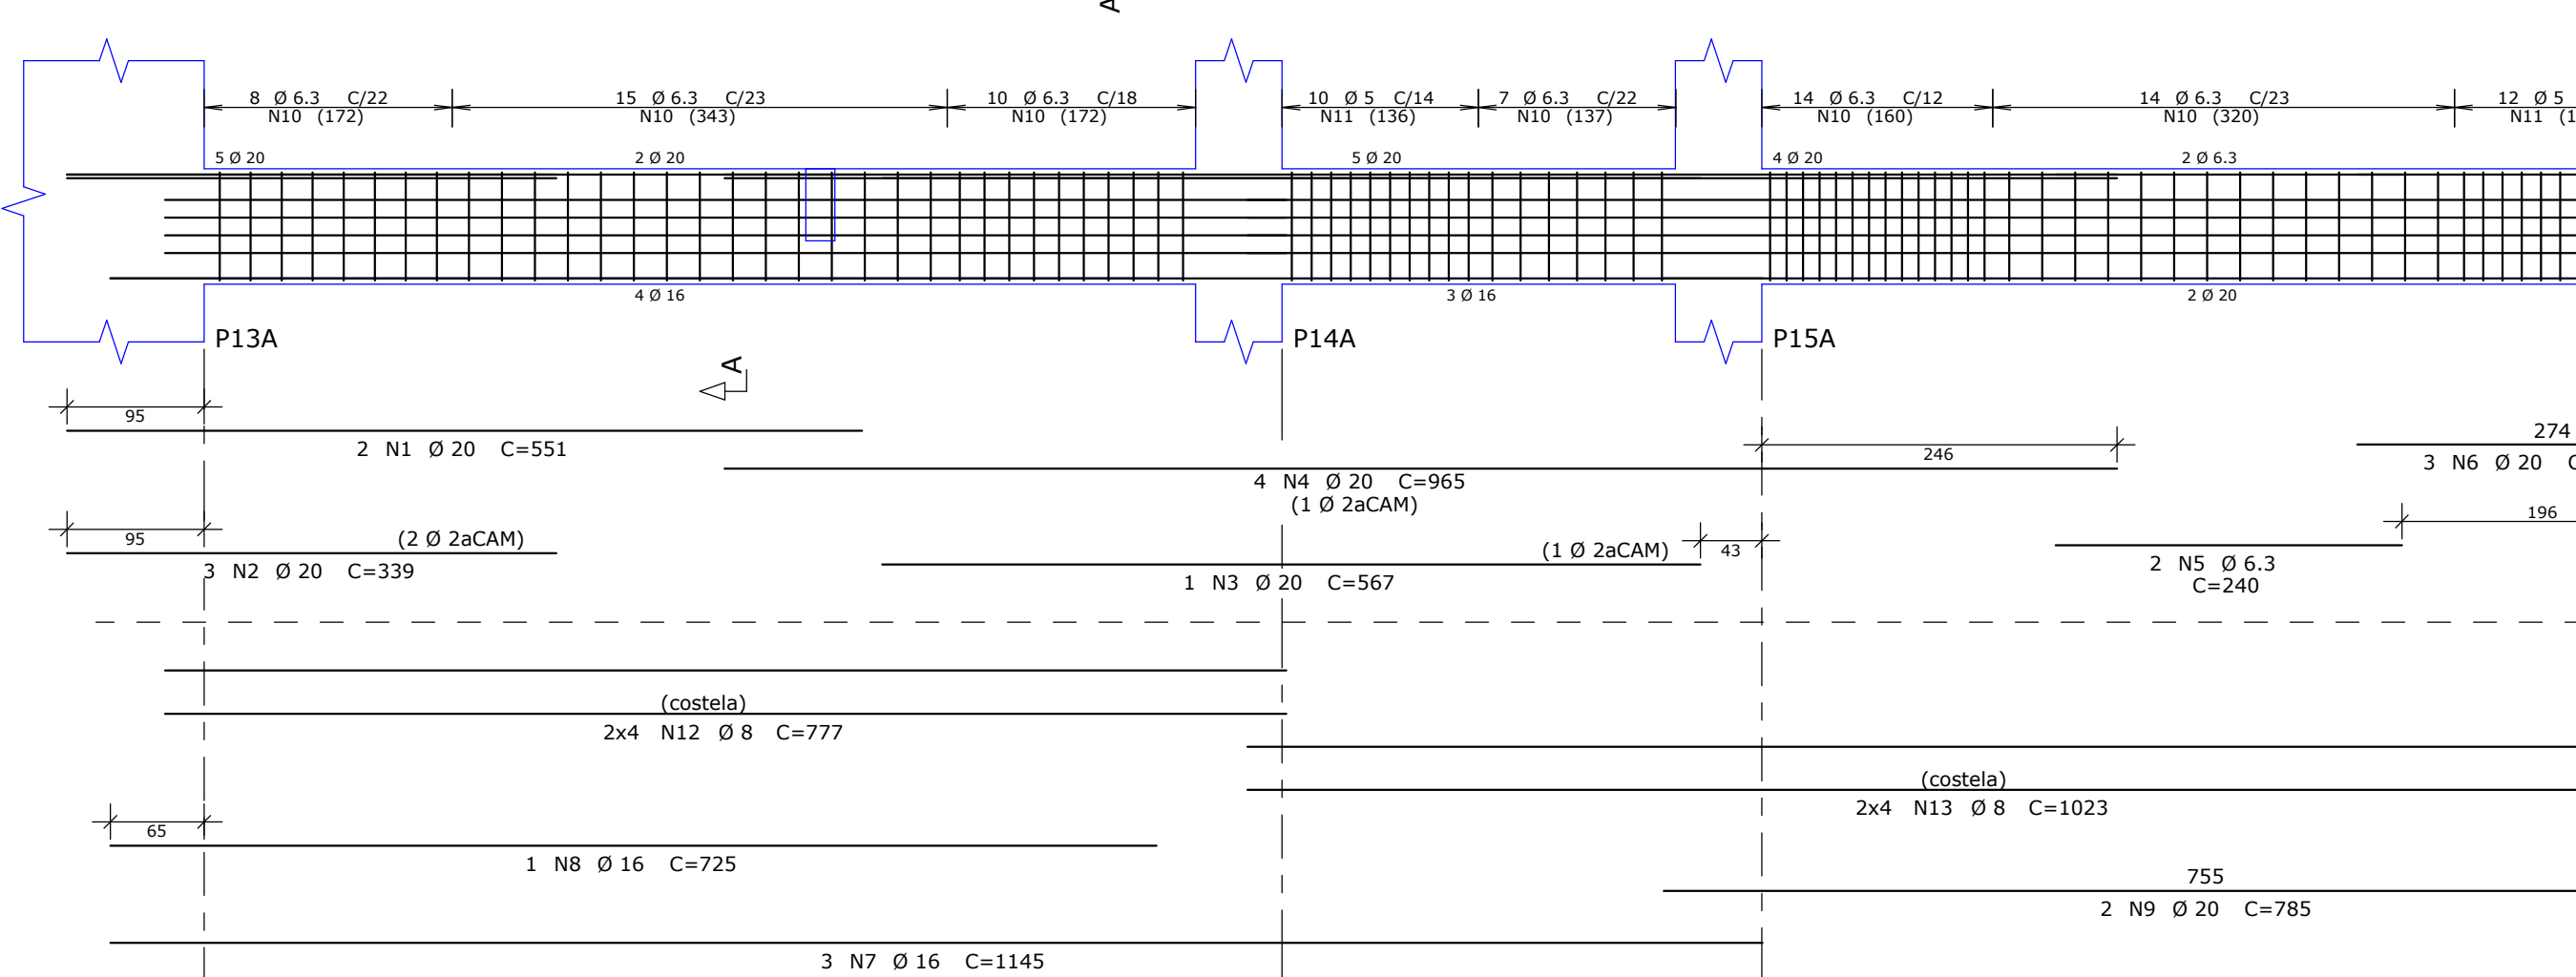 A
8 Ø 6.3 C/22
N10 (172)
15 Ø 6.3 C/23
N10 (343)
10 Ø 6.3 C/18
N10 (172)
10 Ø 5 C/14
N11 (136)
7 Ø 6.3 C/22
N10 (137)
14 Ø 6.3 C/12
N10 (160)
14 Ø 6.3 C/23
N10 (320)
12 Ø 5
N11 (1
5 Ø 20
2 Ø 20
5 Ø 20
4 Ø 20
2 Ø 6.3
4 Ø 16
3 Ø 16
2 Ø 20
P13A
P14A
P15A
A
95
2 N1 Ø 20 C=551
246
274
4 N4 Ø 20 C=965
(1 Ø 2aCAM)
3 N6 Ø 20
95
(2 Ø 2aCAM)
3 N2 Ø 20 C=339
(1 Ø 2aCAM)
43
1 N3 Ø 20 C=567
196
2 N5 Ø 6.3
C=240
(costela)
2x4 N12 Ø 8 C=777
(costela)
2x4 N13 Ø 8 C=1023
65
1 N8 Ø 16 C=725
755
2 N9 Ø 20 C=785
3 N7 Ø 16 C=1145